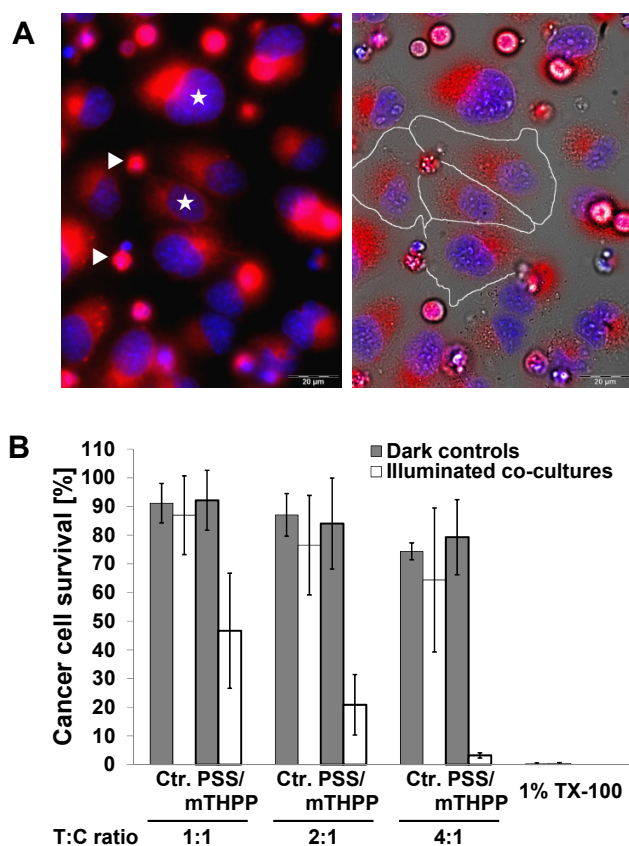 A
20 µm
20 µm
B
110
100
90
80
70
60
50
40
30
20
10
0
Cancer cell survival [%]
Dark controls
Illuminated co-cultures
Ctr. PSS/ mTHPP
Ctr. PSS/ mTHPP
Ctr. PSS/ mTHPP
1% TX-100
T:C ratio 1:1 2:1 4:1